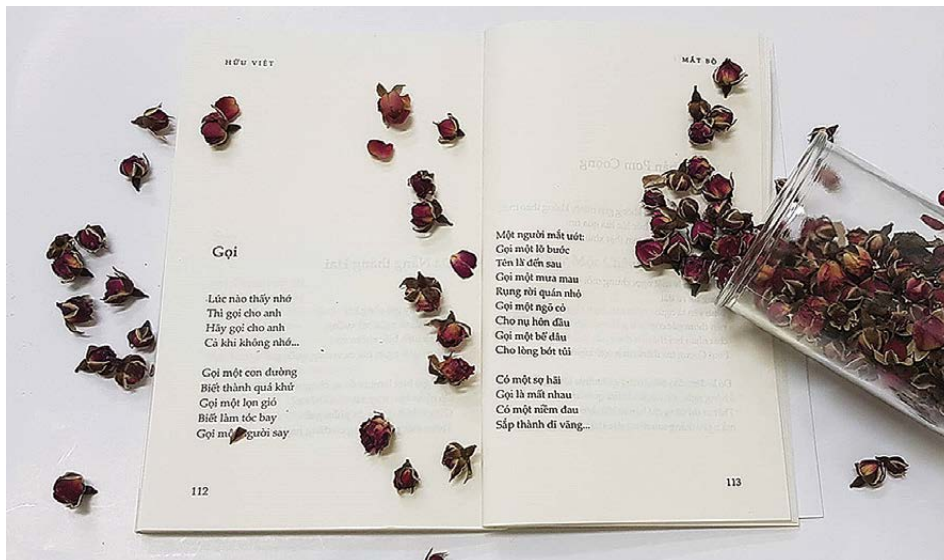 HỮU VIỆT
Gọi
Lúc nào thấy nhớ
Thì gọi cho anh
Hãy gọi cho anh
Cả khi không nhớ...
Gọi một con đường
Biết thành quá khứ
Gọi một lọn gió
Biết làm tóc bay
Gọi một người say
112
MẮT
Một người mắt ướt:
Gọi một lỡ bước
Tên là đến sau
Gọi một mưa mau
Rụng rời quán nhỏ
Gọi một ngõ cỏ
Cho nụ hôn đầu
Gọi một bể dâu
Cho lòng bớt tủi
Có một sợ hãi
Gọi là mất nhau
Có một niềm đau
Sắp thành dĩ vãng...
113